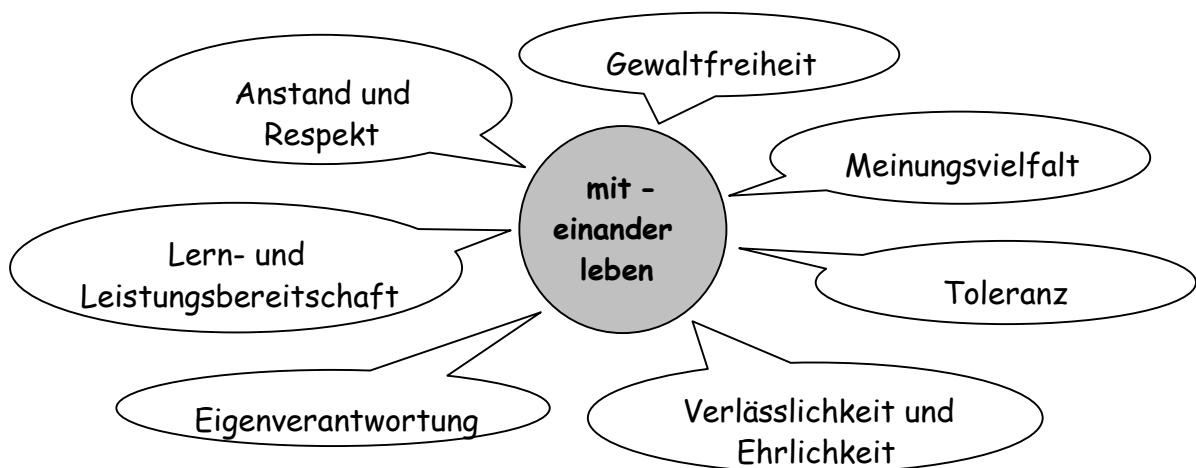 Gewaltfreiheit
Anstand und
Respekt
Meinungsvielfalt
mit -
einander
leben
Lern- und
Leistungsbereitschaft
Toleranz
Eigenverantwortung
Verlässlichkeit und
Ehrlichkeit